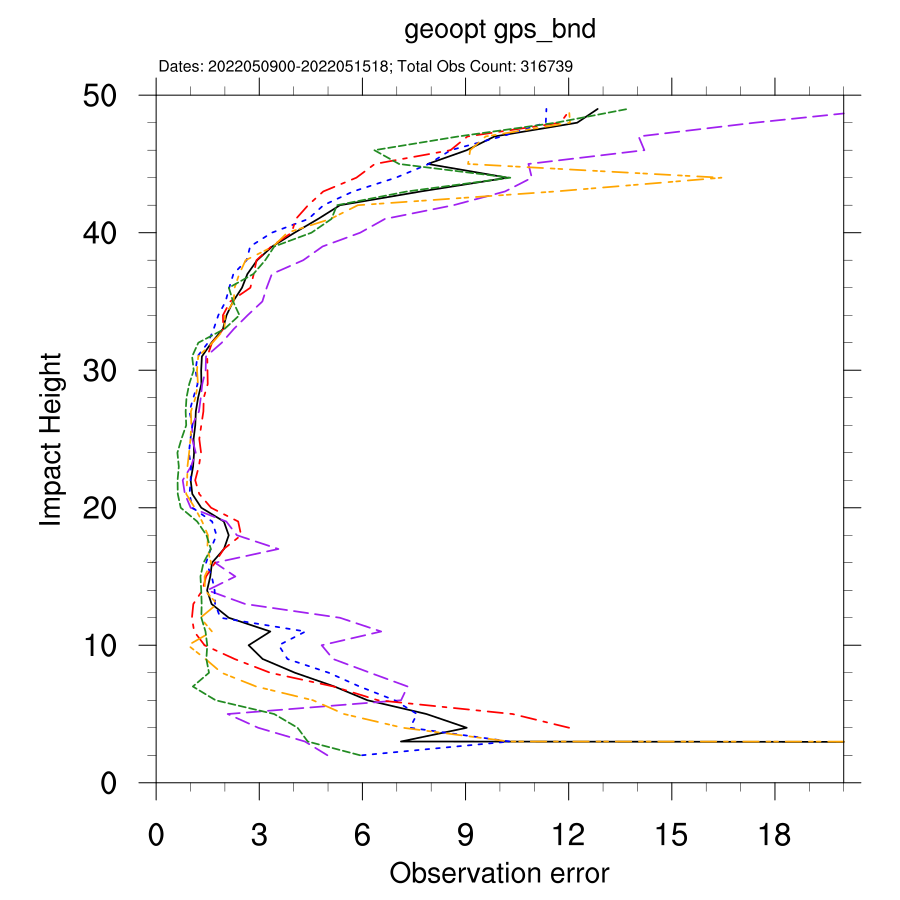 geoopt gps_bnd
Dates: 2022050900-2022051518; Total Obs Count: 316739
50
40
30
20
10
0
Impact Height
0 3 6 9 12 15 18
Observation error